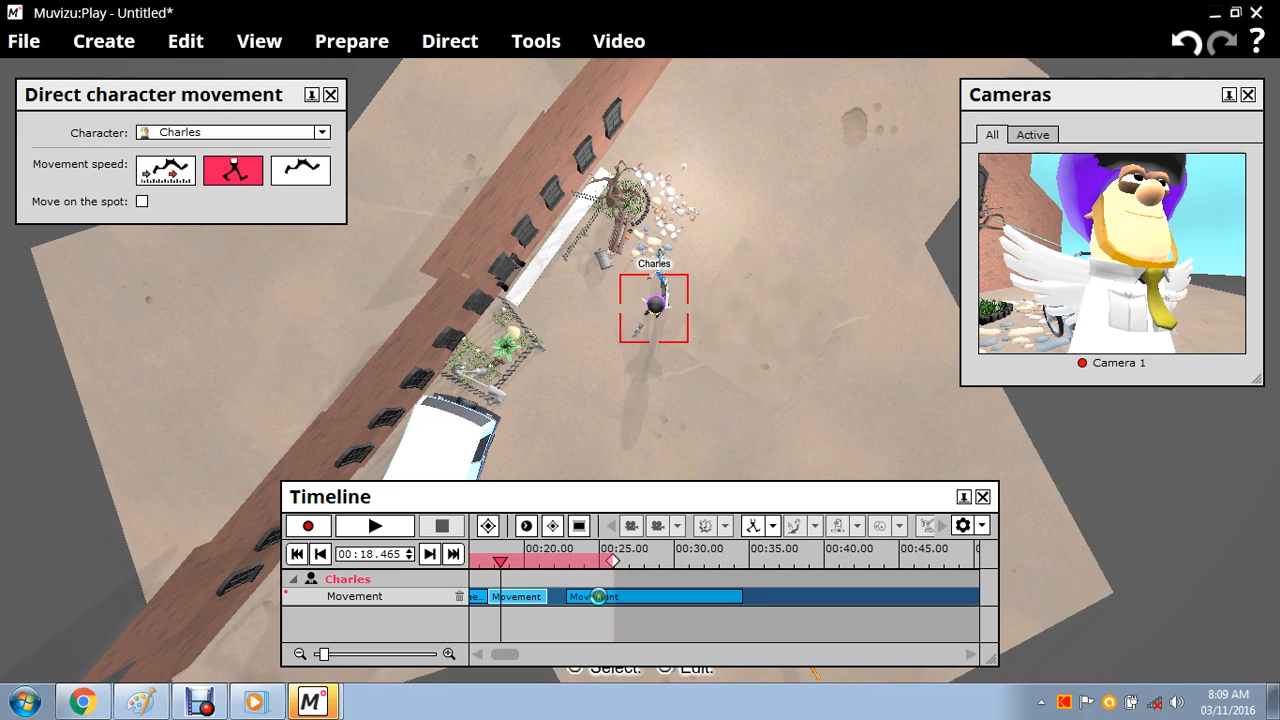 Muvizu:Play - Untitled*
File Create Edit View Prepare Direct Tools Video ?
Direct character movement
Character: Charles
Movement speed:
Move on the spot:
Cameras
All Active
Camera 1
Charles
Timeline
00:18.465 00:20.00 00:25.00 00:30.00 00:35.00 00:40.00 00:45.00
Charles
Movement Movement
Select. Edit.
8:09 AM
03/11/2016